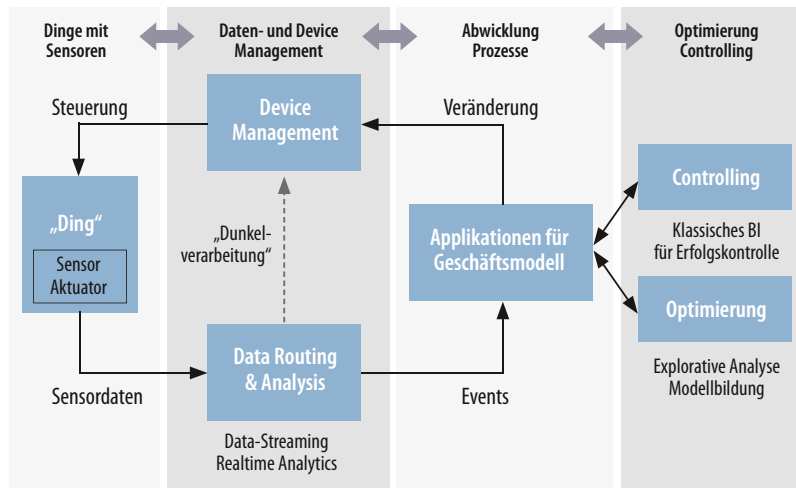 Dinge mit
Sensoren
Daten- und Device
Management
Abwicklung
Prozesse
Optimierung
Controlling
Steuerung
Device
Management
Veränderung
„Ding“
Sensor
Aktuator
„Dunkel-
verarbeitung“
Applikationen für
Geschäftsmodell
Controlling
Klassisches BI
für Erfolgskontrolle
Optimierung
Explorative Analyse
Modellbildung
Sensordaten
Data Routing
& Analysis
Events
Data-Streaming
Realtime Analytics